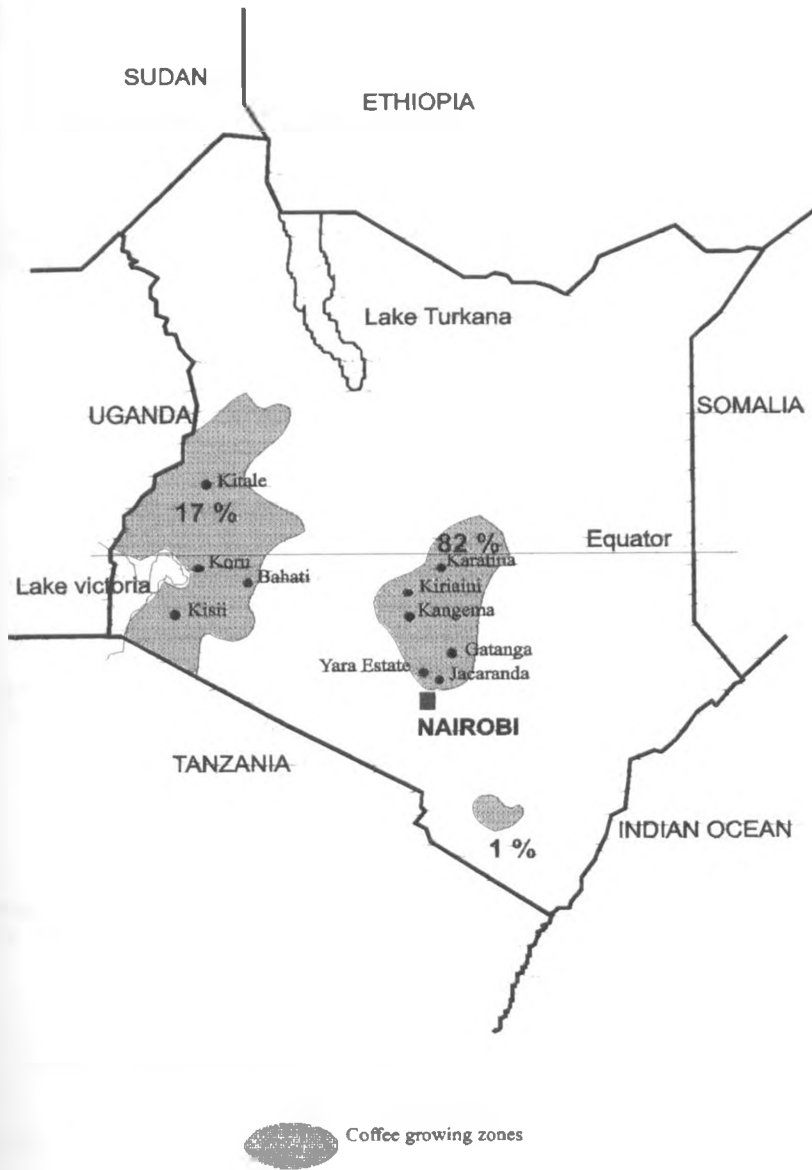 SUDAN
ETHIOPIA
Lake Turkana
UGANDA
SOMALIA
Kitale
17 %
82 %
Equator
Karatina
Koru
Lake victoria
Bahati
Kiriaini
Kisii
Kangema
Gatanga
Yara Estate
Jacaranda
NAIROBI
TANZANIA
INDIAN OCEAN
1 %
Coffee growing zones